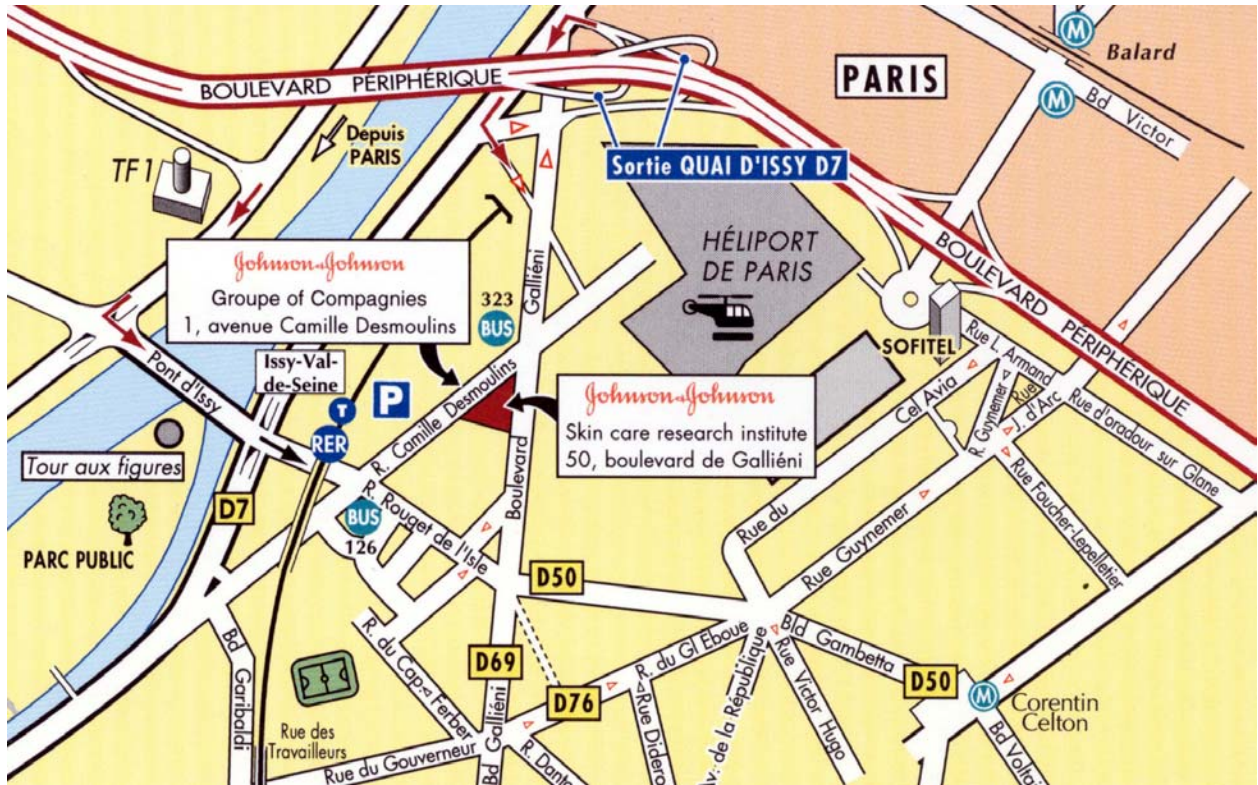 BOULEVARD PÉRIPHÉRIQUE
PARIS
M
Balard
M
Bd Victor
Depuis
PARIS
TF1
Sortie QUAI D'ISSY D7
Johnson & Johnson
Groupe of Compagnies
1, avenue Camille Desmoulins
323
BUS
Galliéni
HÉLIPORT
DE PARIS
BOULEVARD PÉRIPHÉRIQUE
SOFITEL
Pont d'Issy
Issy-Val-
de-Seine
T
RER
P
R. Camille Desmoulins
Johnson & Johnson
Skin care research institute
50, boulevard de Galliéni
Cel Avia
Rue du
Rue L. Armand
R. Guynemer
Rue
J. d'Arc
Rue d'oradour sur Glane
Tour aux figures
D7
PARC PUBLIC
BUS
126
R. Rouget de l'Isle
Boulevard
Rue Guynemer
Rue Foucher-Lepelletier
D50
R. du Cap. Ferber
D69
D76
R. du Gl Eboue
Bld Gambetta
D50
M
Corentin
Celton
Bd Garibaldi
Rue des
Travailleurs
Rue du Gouverneur
Bd Galliéni
R. Danto
Rue Didero
Av. de la République
Rue Victor Hugo
Bd Voltai